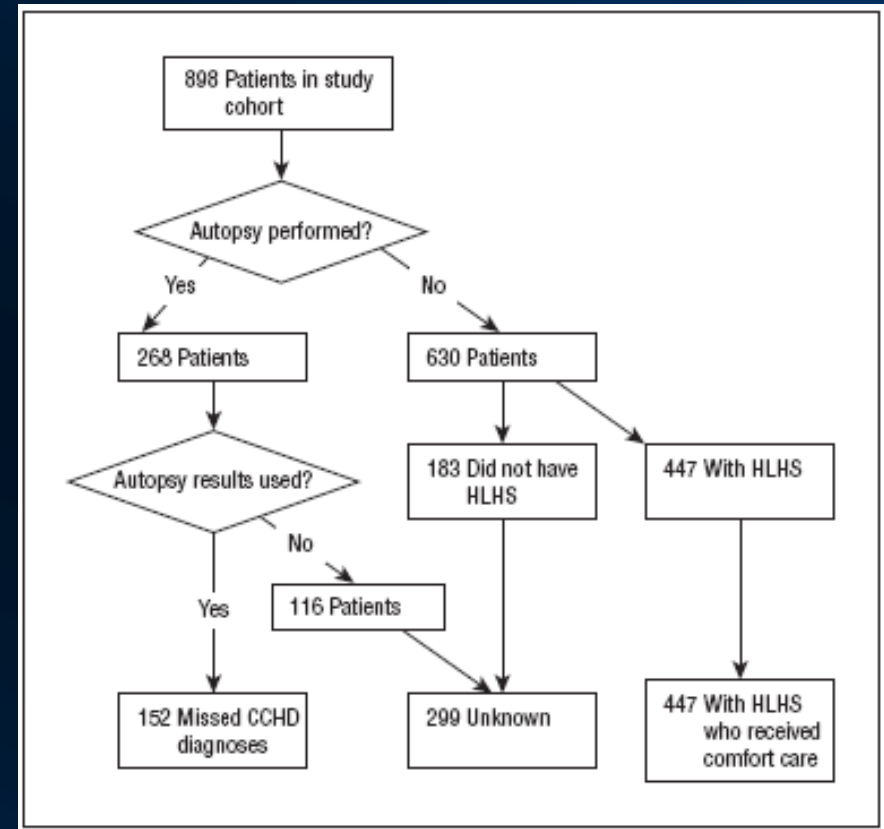 898 Patients in study
cohort
Autopsy performed?
Yes
No
268 Patients
630 Patients
Autopsy results used?
183 Did not have
HLHS
447 With HLHS
No
Yes
116 Patients
152 Missed CCHD
diagnoses
299 Unknown
447 With HLHS
who received
comfort care